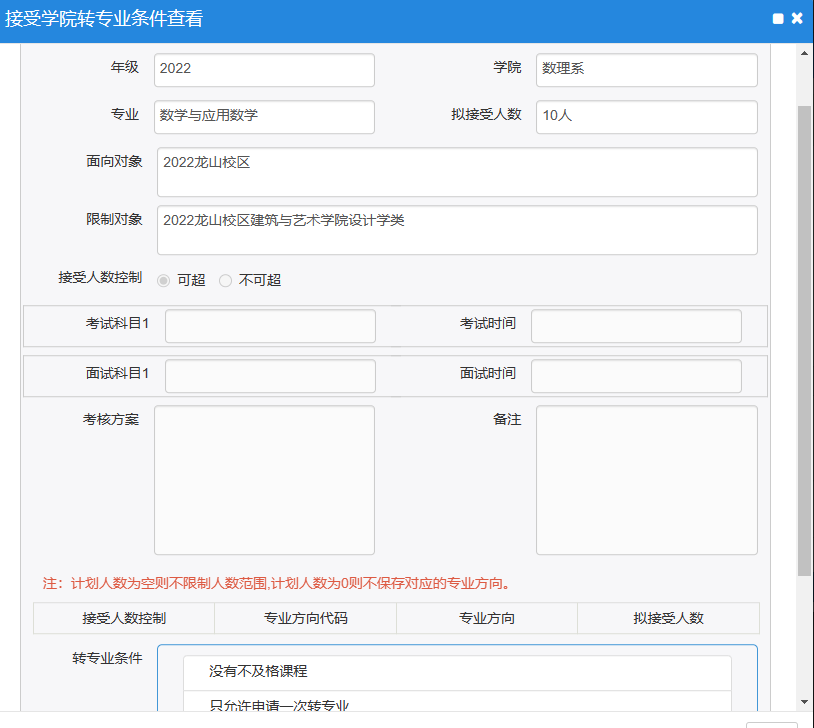 接受学院转专业条件查看
年级 2022 学院 数理系
专业 数学与应用数学 拟接受人数 10人
面向对象 2022龙山校区
限制对象 2022龙山校区建筑与艺术学院设计学类
接受人数控制 可超 不可超
考试科目1 考试时间
面试科目1 面试时间
考核方案 备注
注：计划人数为空则不限制人数范围,计划人数为0则不保存对应的专业方向。
接受人数控制 专业方向代码 专业方向 拟接受人数
转专业条件 没有不及格课程
只允许申请一次转专业